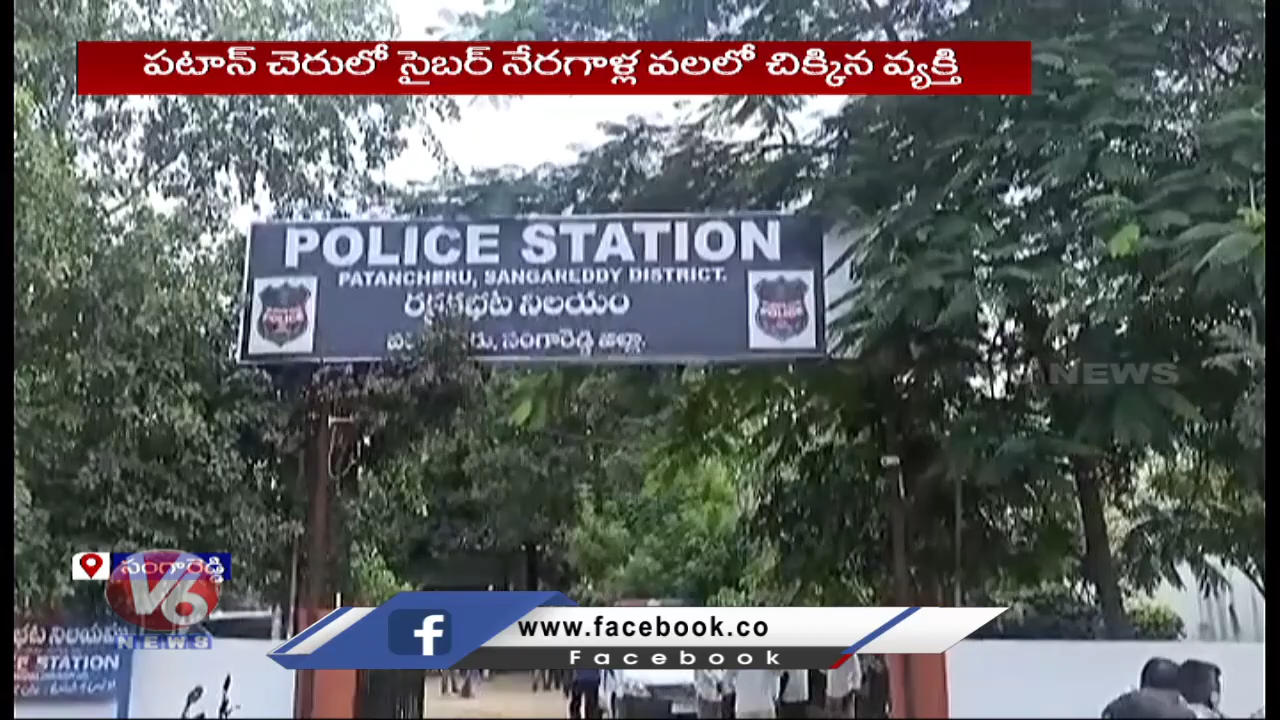 పటాన్ చెరులో సైబర్ నేరగాళ్ల వలలో చిక్కిన వ్యక్తి
POLICE STATION
PATANCHERU, SANGAREDDY DISTRICT.
రక్షకభట నిలయం
సంగారెడ్డి జిల్లా.
POLICE
POLICE
NEWS
సంగారెడ్డి
V6
NEWS
STATION
www.facebook.co
Facebook